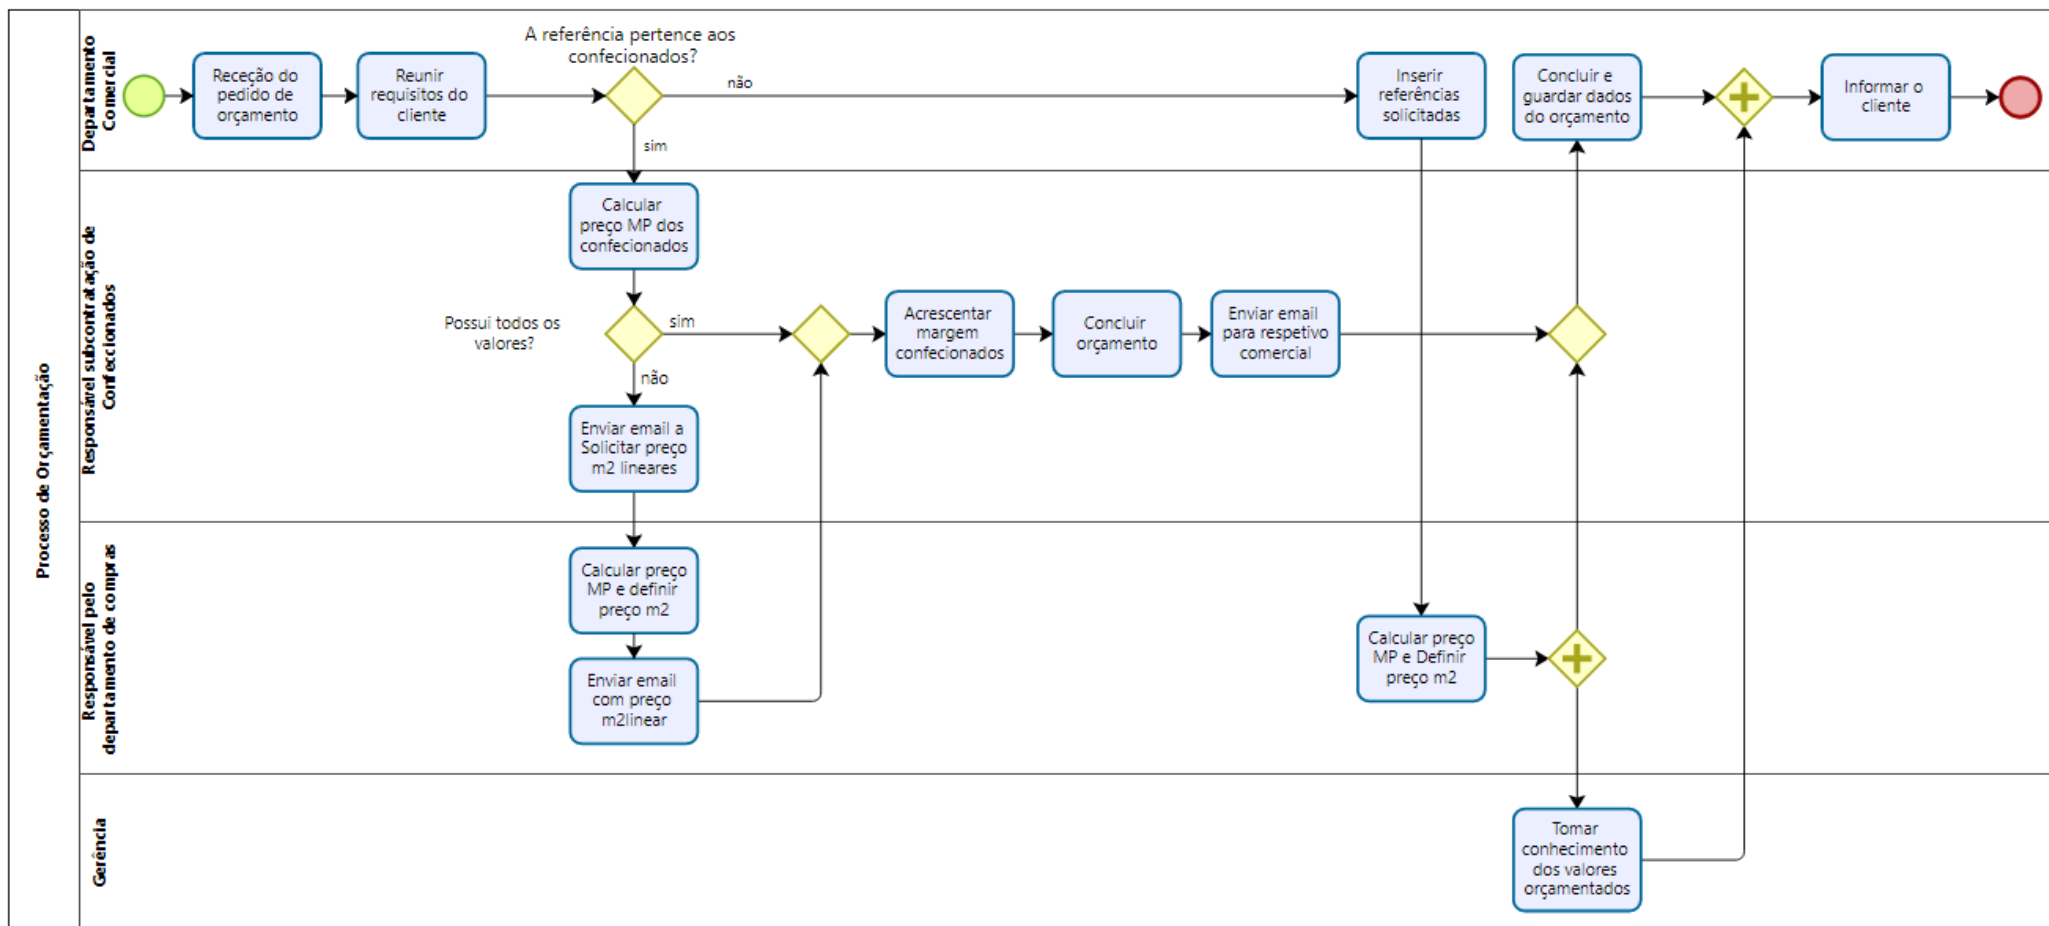 Processo de Orçamentação
Departamento
Comercial
Receção do
pedido de
orçamento
Reunir
requisitos do
cliente
A referência pertence aos
confecionados?
não
sim
Inserir
referências
solicitadas
Concluir e
guardar dados
do orçamento
Informar o
cliente
Responsável subcontratação de
Confeccionados
Calcular
preço MP dos
confecionados
Possui todos os
valores?
sim
não
Acrescentar
margem
confecionados
Concluir
orçamento
Enviar email
para respetivo
comercial
Enviar email a
Solicitar preço
m2 lineares
Responsável pelo
departamento de compras
Calcular preço
MP e definir
preço m2
Enviar email
com preço
m2linear
Calcular preço
MP e Definir
preço m2
Gerência
Tomar
conhecimento
dos valores
orçamentados